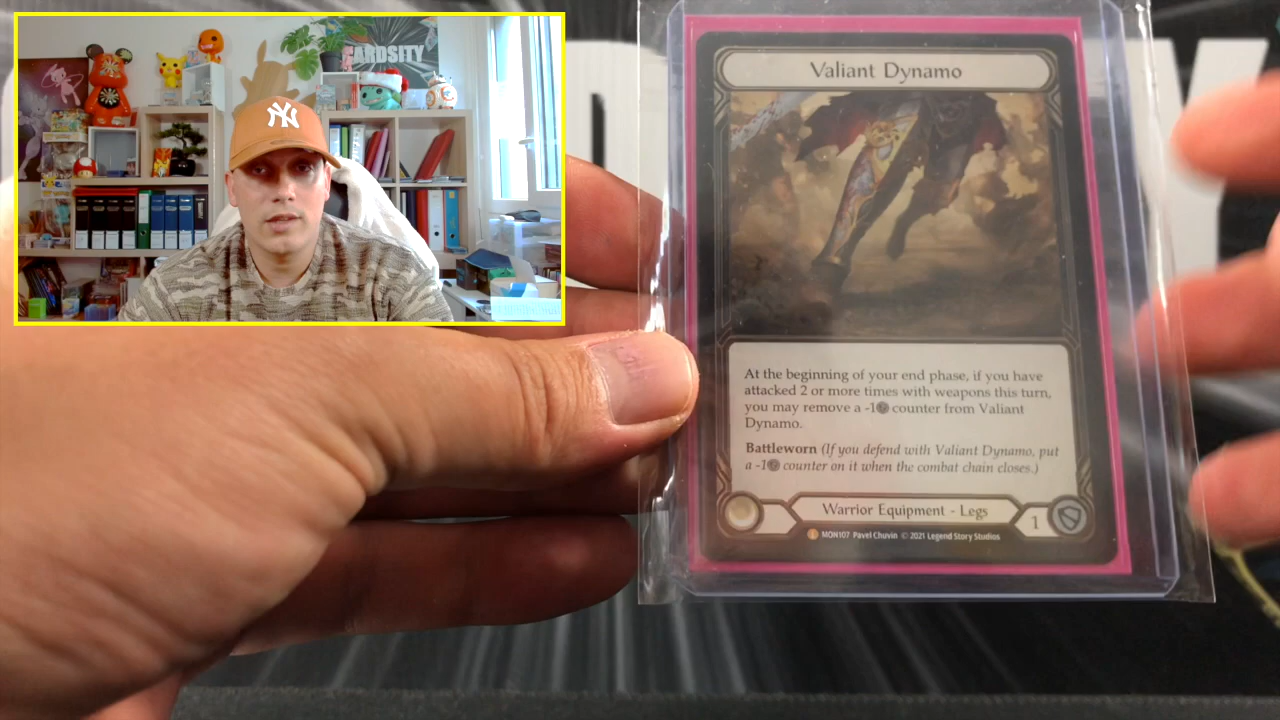 CARDSITY
NY
Valiant Dynamo
At the beginning of your end phase, if you have
attacked 2 or more times with weapons this turn,
you may remove a -1 counter from Valiant
Dynamo.
Battleworn (If you defend with Valiant Dynamo, put
a -1 counter on it when the combat chain closes.)
Warrior Equipment - Legs
1
L MON107 Pavel Chuvin © 2021 Legend Story Studios